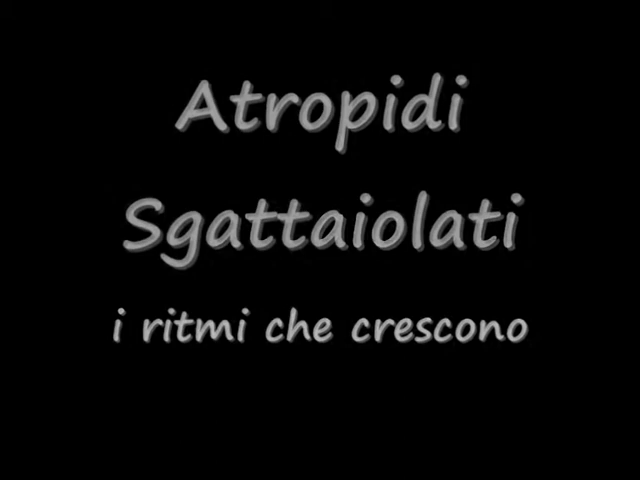 Atropidi
Sgattaiolati
i ritmi che crescono